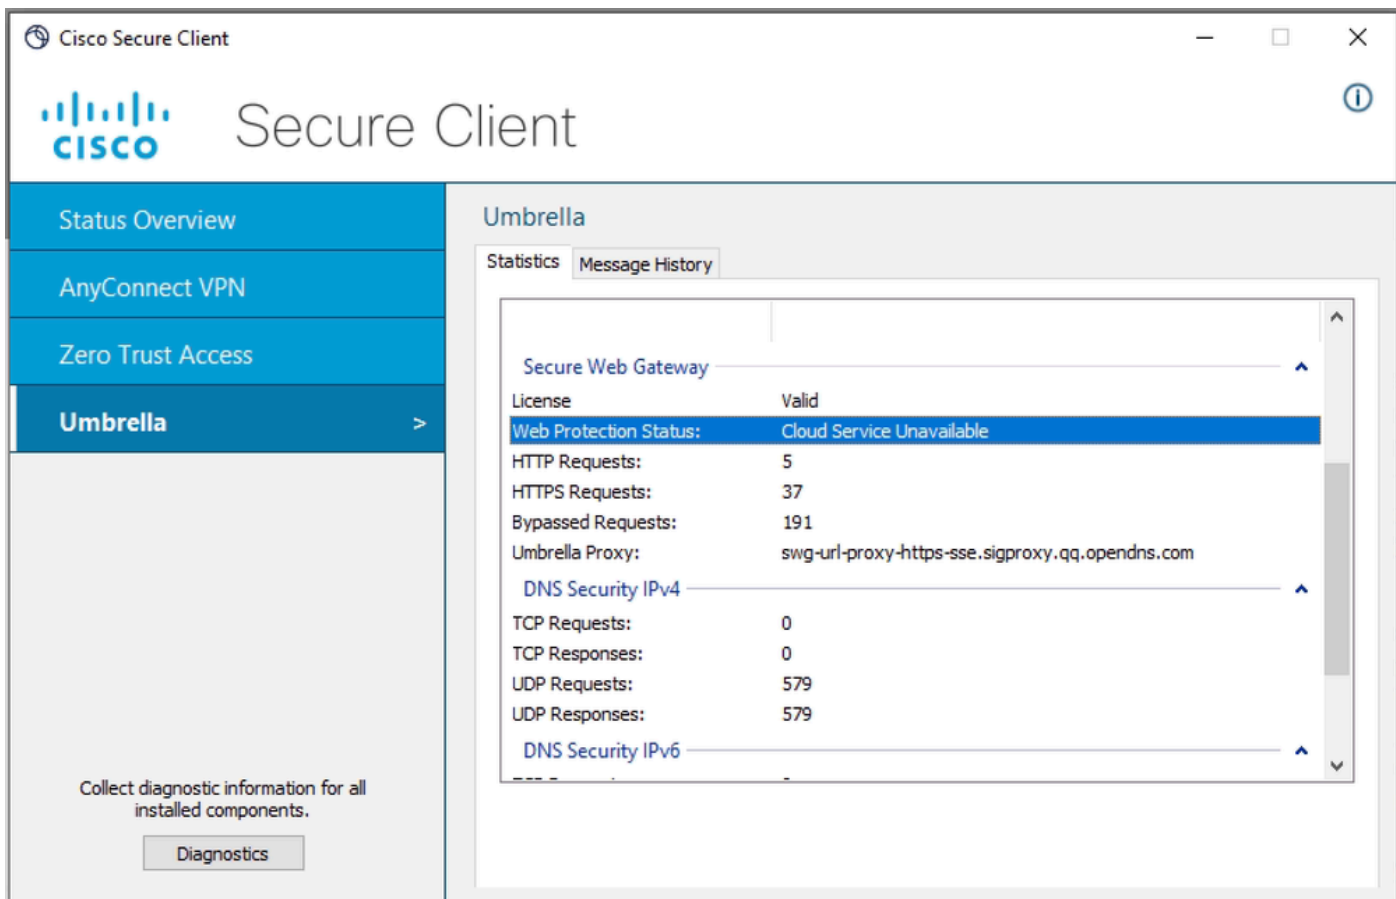 Cisco Secure Client
CISCO
Secure Client
Status Overview
AnyConnect VPN
Zero Trust Access
Umbrella >
Collect diagnostic information for all
installed components.
Diagnostics
Umbrella
Statistics Message History
Secure Web Gateway
License Valid
Web Protection Status: Cloud Service Unavailable
HTTP Requests: 5
HTTPS Requests: 37
Bypassed Requests: 191
Umbrella Proxy: swg-url-proxy-https-sse.sigproxy.qq.opendns.com
DNS Security IPv4
TCP Requests: 0
TCP Responses: 0
UDP Requests: 579
UDP Responses: 579
DNS Security IPv6